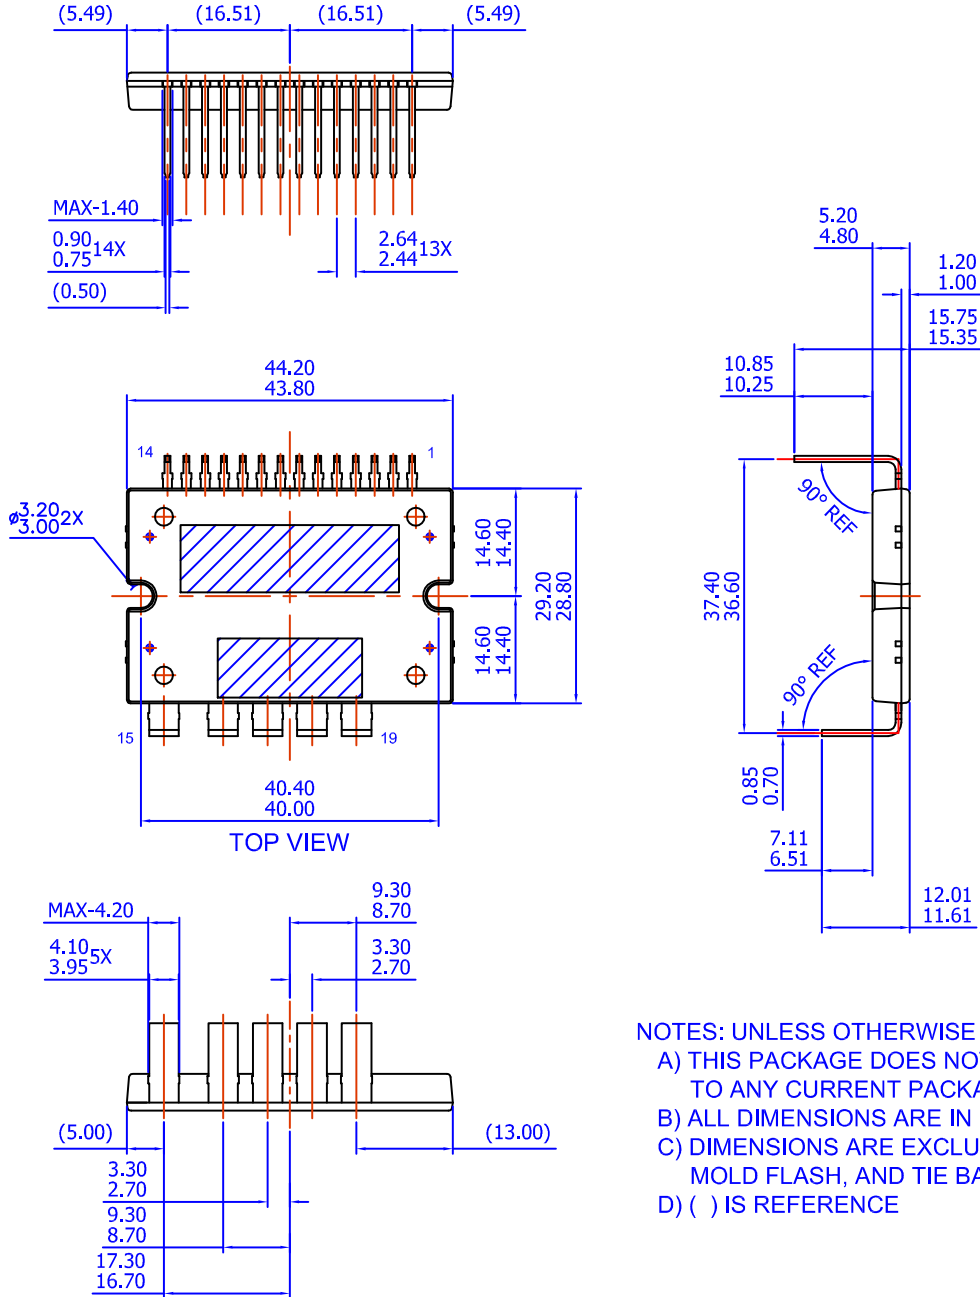 (5.49) (16.51) (16.51) (5.49)
MAX-1.40
0.90
0.75 14X
(0.50)
2.64
2.44 13X
5.20
4.80
1.20
1.00
15.75
15.35
10.85
10.25
44.20
43.80
14 1
ø3.20
3.00 2X
14.60
14.40
29.20
28.80
14.60
14.40
90° REF
37.40
36.60
90° REF
15 19
40.40
40.00
TOP VIEW
0.85
0.70
7.11
6.51
12.01
11.61
MAX-4.20
4.10
3.95 5X
9.30
8.70
3.30
2.70
(5.00) (13.00)
3.30
2.70
9.30
8.70
17.30
16.70
NOTES: UNLESS OTHERWISE
A) THIS PACKAGE DOES NO
TO ANY CURRENT PACKA
B) ALL DIMENSIONS ARE IN
C) DIMENSIONS ARE EXCLU
MOLD FLASH, AND TIE BA
D) ( ) IS REFERENCE